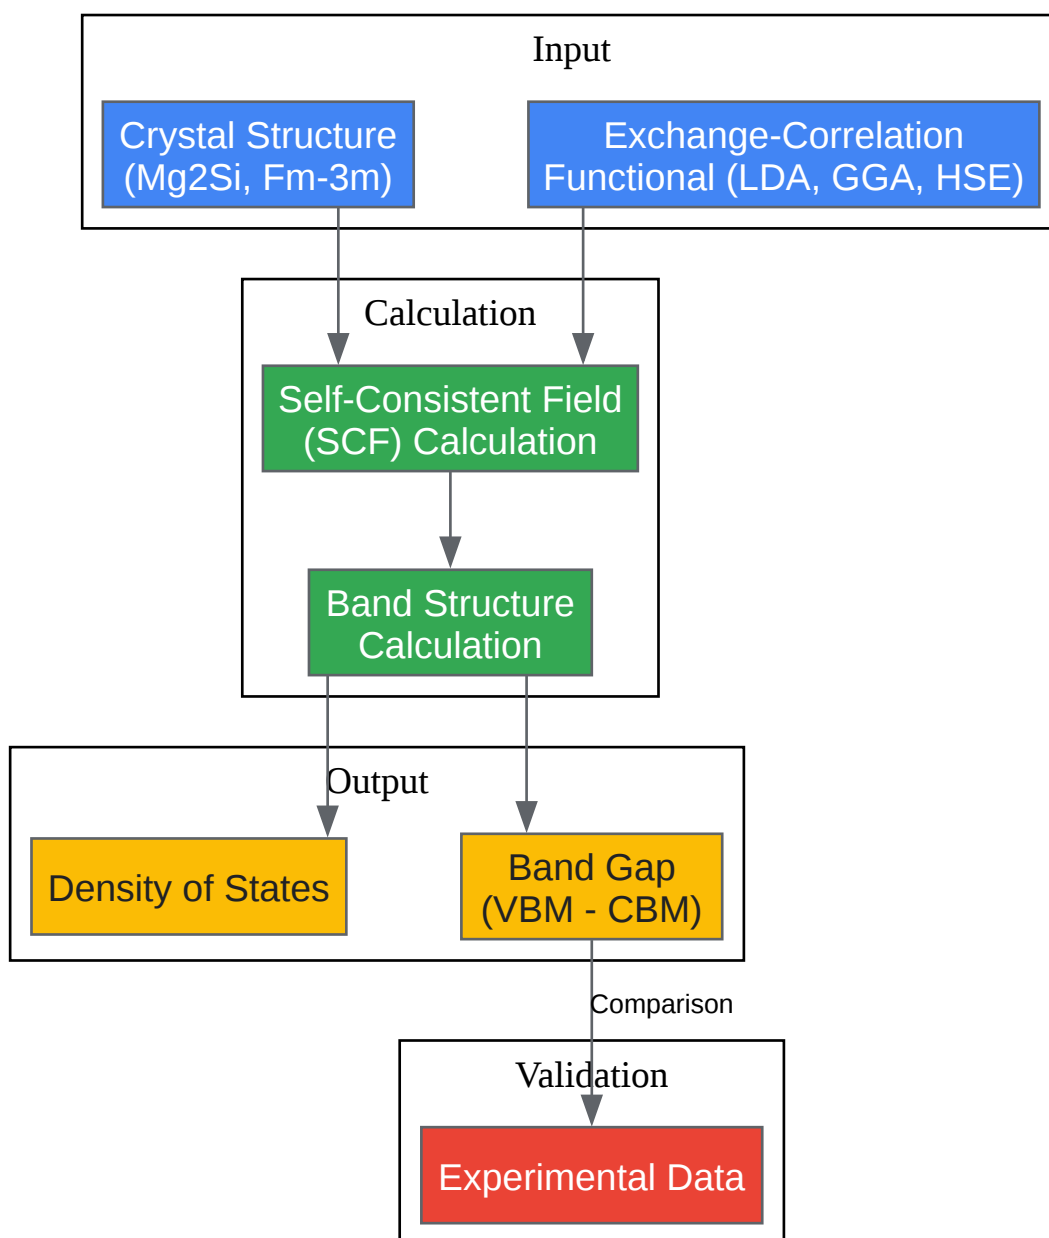 Input
Crystal Structure
(Mg2Si, Fm-3m)
Exchange-Correlation
Functional (LDA, GGA, HSE)
Calculation
Self-Consistent Field
(SCF) Calculation
Band Structure
Calculation
Output
Density of States
Band Gap
(VBM - CBM)
Comparison
Validation
Experimental Data